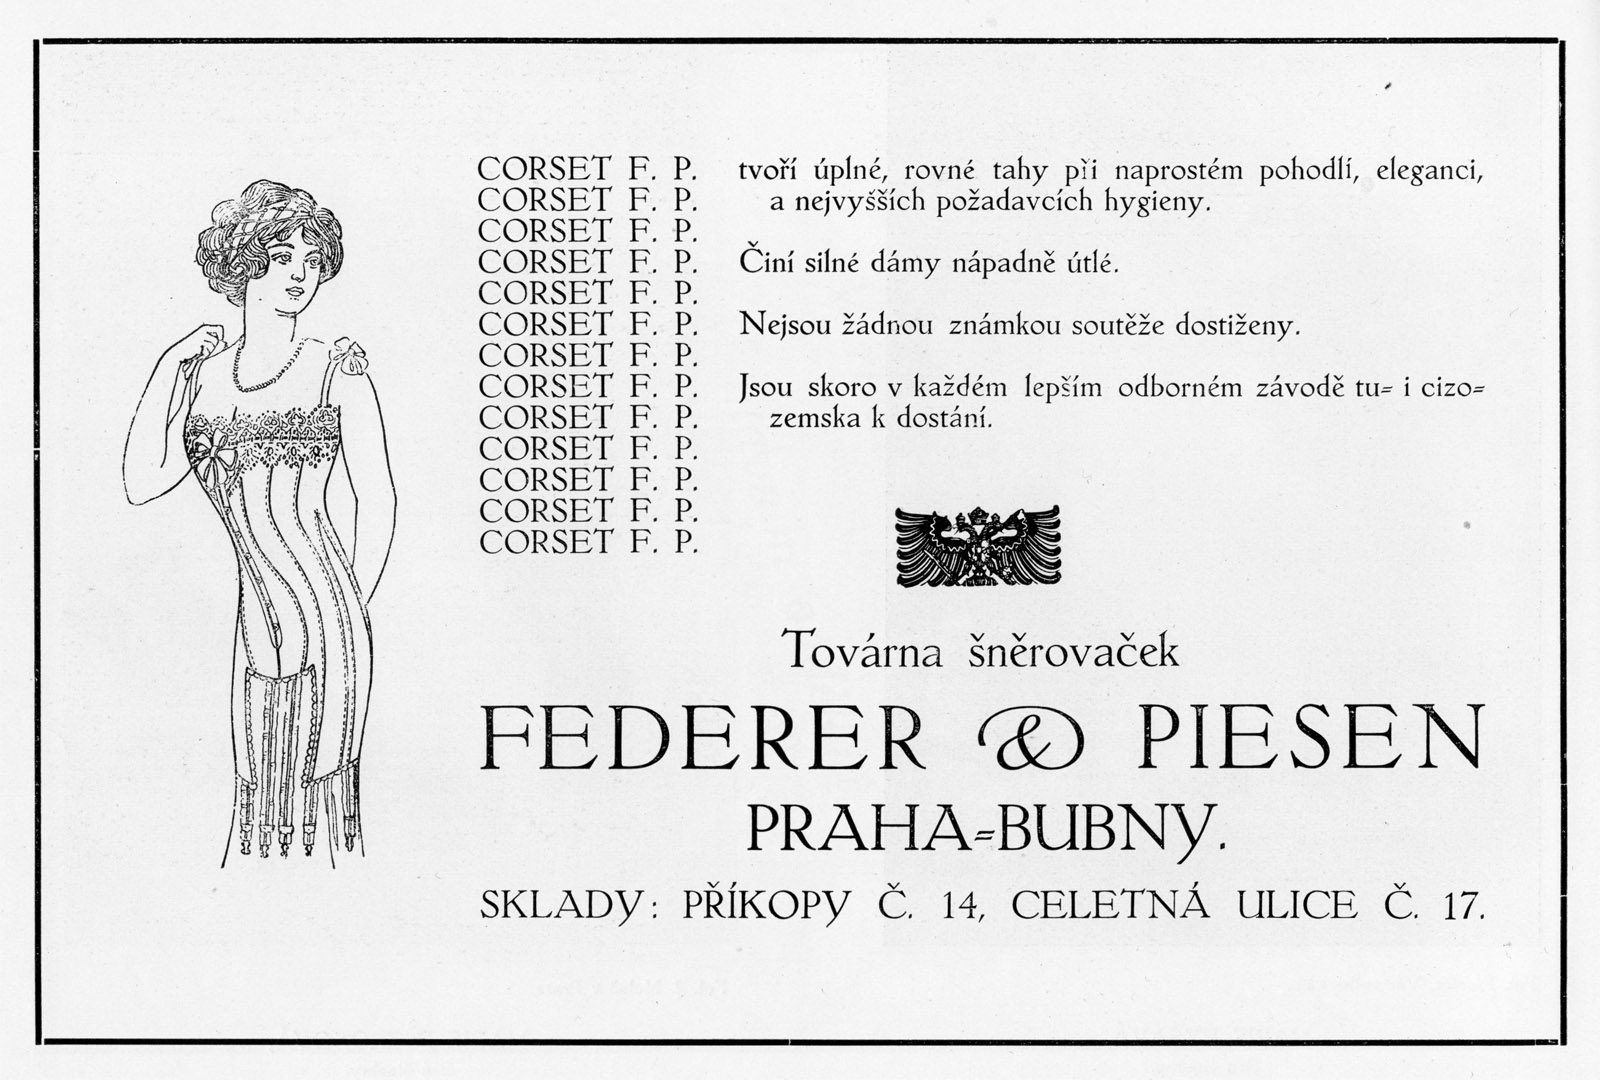 CORSET F. P. tvoří úplné, rovné tahy při naprostém pohodlí, eleganci,
CORSET F. P. a nejvyšších požadavcích hygieny.
CORSET F. P.
CORSET F. P. Činí silné dámy nápadně útlé.
CORSET F. P.
CORSET F. P. Nejsou žádnou známkou soutěže dostiženy.
CORSET F. P.
CORSET F. P. Jsou skoro v každém lepším odborném závodě tu= i cizo=
CORSET F. P. zemska k dostání.
CORSET F. P.
CORSET F. P.
CORSET F. P.
CORSET F. P.
Továrna šněrovaček
FEDERER & PIESEN
PRAHA=BUBNY.
SKLADY: PŘÍKOPY Č. 14, CELETNÁ ULICE Č. 17.